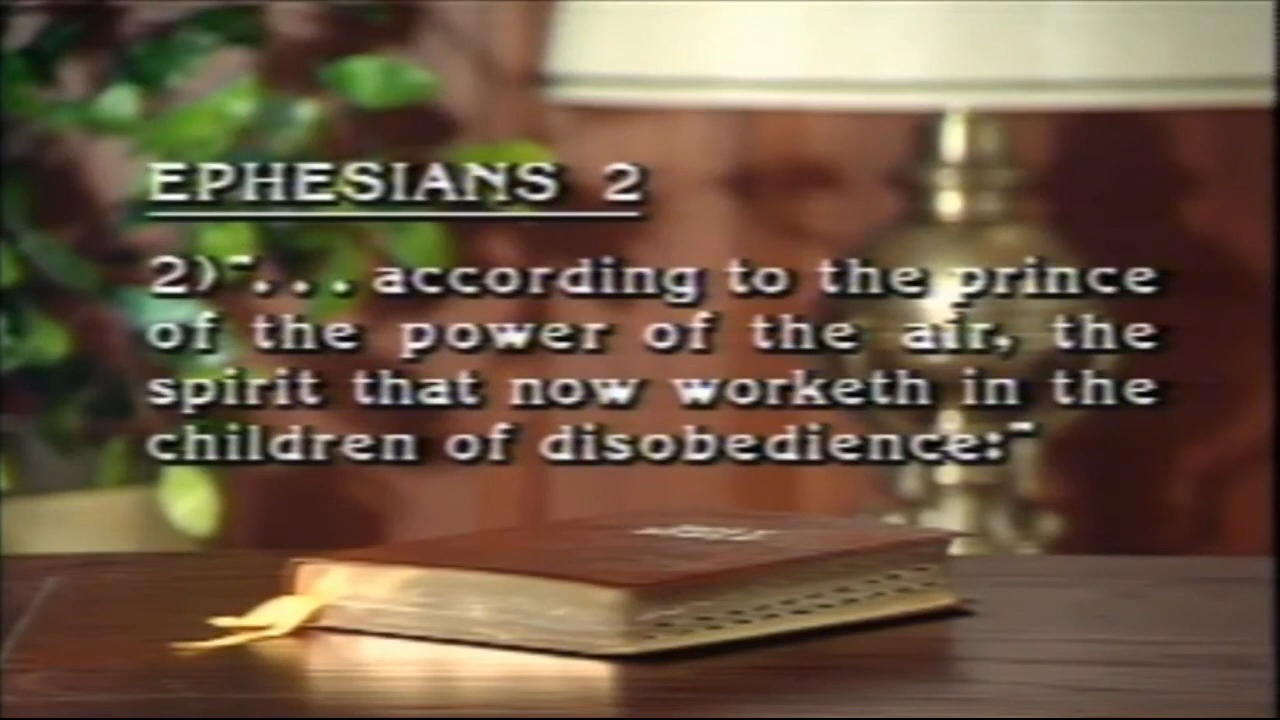 EPHESIANS 2
2)"...according to the prince
of the power of the air, the
spirit that now worketh in the
children of disobedience:"